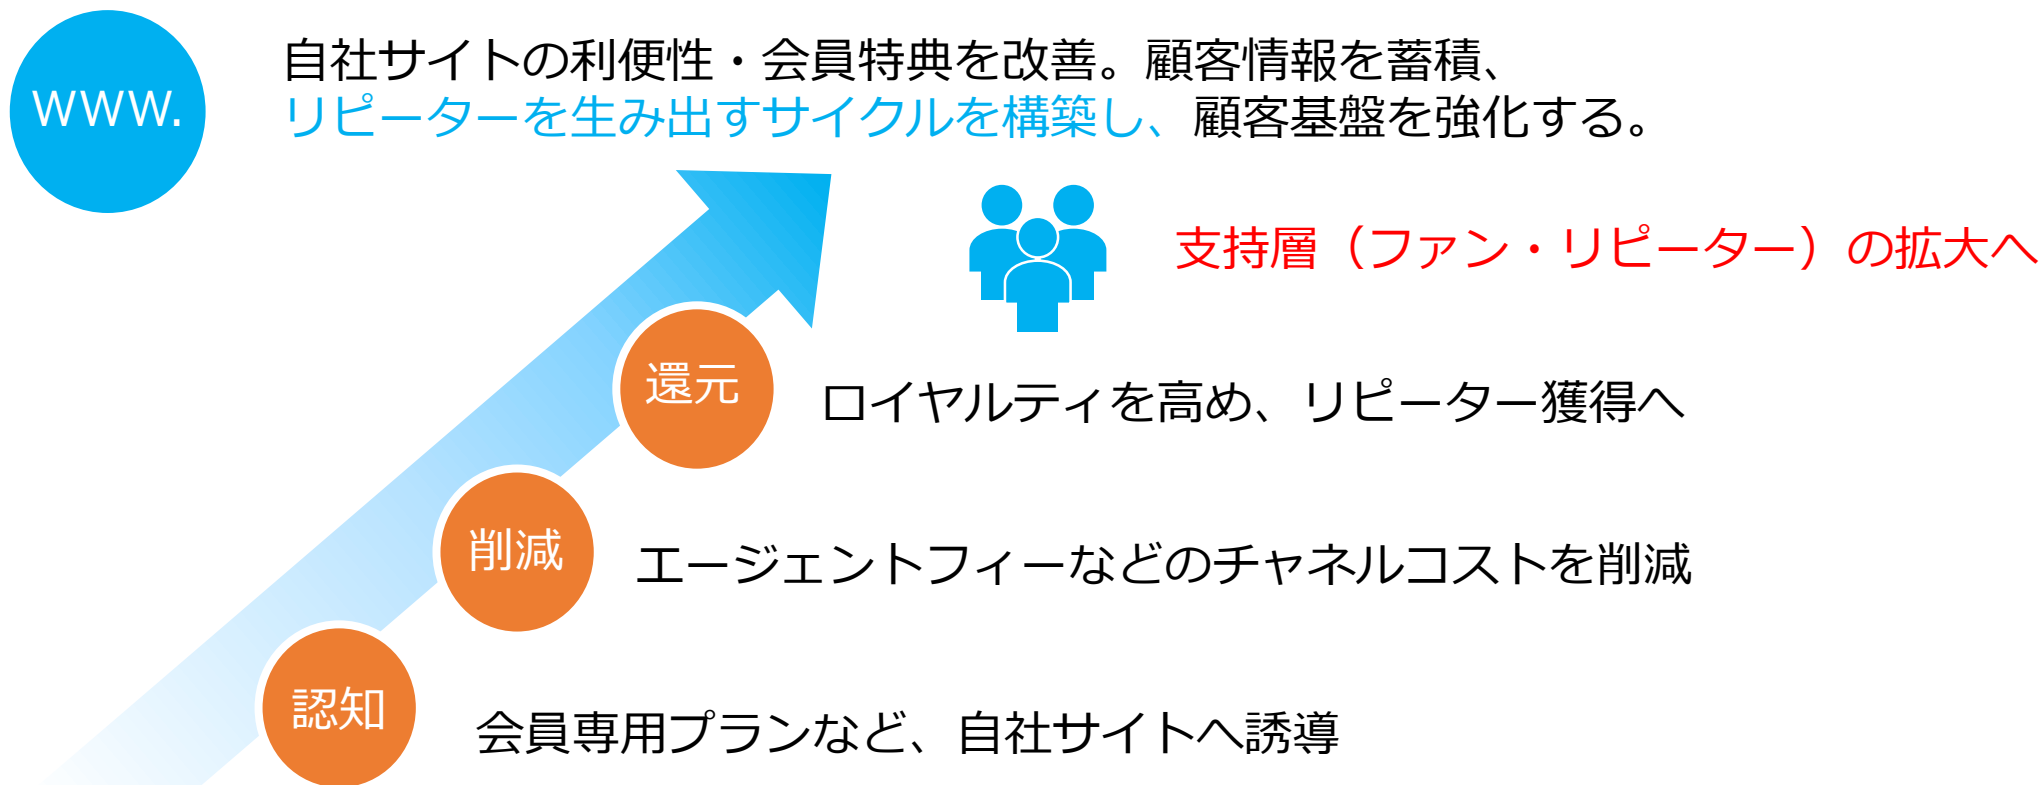 www.
自社サイトの利便性・会員特典を改善。顧客情報を蓄積、
リピーターを生み出すサイクルを構築し、顧客基盤を強化する。
支持層（ファン・リピーター）の拡大へ
還元
ロイヤルティを高め、リピーター獲得へ
削減
エージェントフィーなどのチャネルコストを削減
認知
会員専用プランなど、自社サイトへ誘導